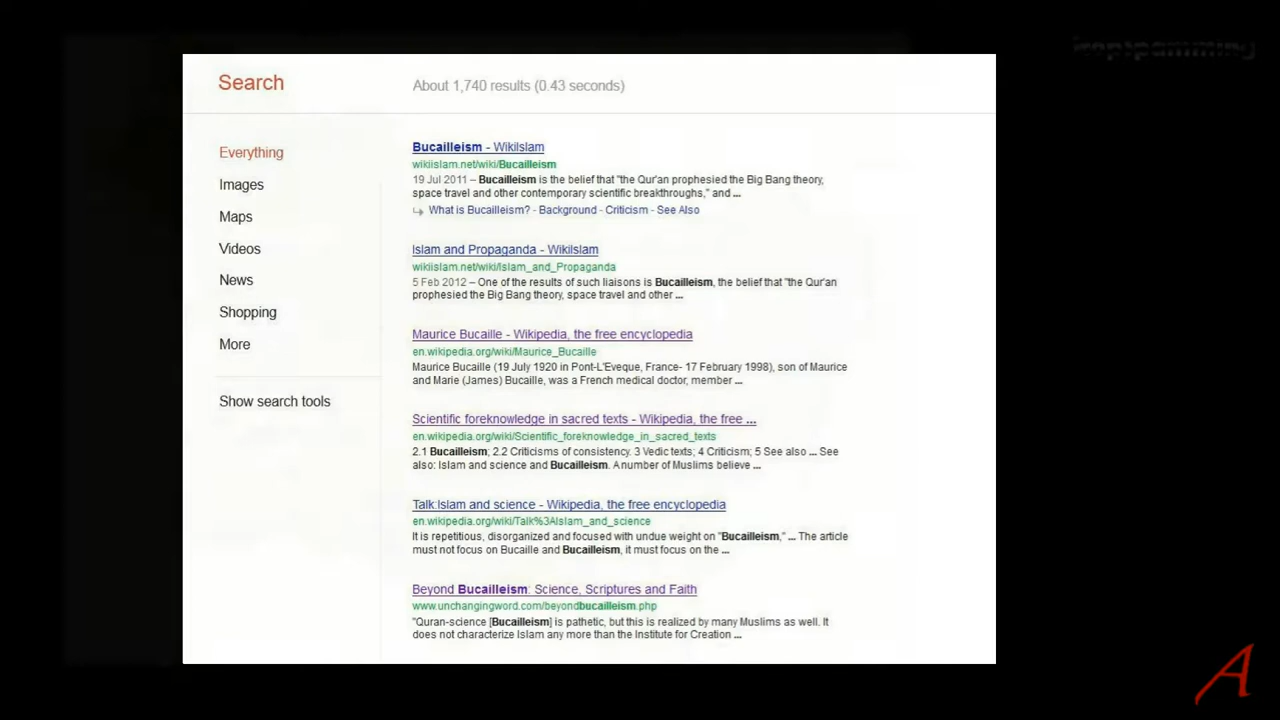 Search
About 1,740 results (0.43 seconds)
Everything
Images
Maps
Videos
News
Shopping
More
Show search tools
Bucailleism - WikiIslam
wikiislam.net/wiki/Bucailleism
19 Jul 2011 – Bucailleism is the belief that "the Qur'an prophesied the Big Bang theory,
space travel and other contemporary scientific breakthroughs," and ...
What is Bucailleism? - Background - Criticism - See Also
Islam and Propaganda - WikiIslam
wikiislam.net/wiki/Islam_and_Propaganda
5 Feb 2012 – One of the results of such liaisons is Bucailleism, the belief that "the Qur'an
prophesied the Big Bang theory, space travel and other ...
Maurice Bucaille - Wikipedia, the free encyclopedia
en.wikipedia.org/wiki/Maurice_Bucaille
Maurice Bucaille (19 July 1920 in Pont-L'Eveque, France- 17 February 1998), son of Maurice
and Marie (James) Bucaille, was a French medical doctor, member ...
Scientific foreknowledge in sacred texts - Wikipedia, the free ...
en.wikipedia.org/wiki/Scientific_foreknowledge_in_sacred_texts
2.1 Bucailleism; 2.2 Criticisms of consistency. 3 Vedic texts; 4 Criticism; 5 See also ... See
also: Islam and science and Bucailleism. A number of Muslims believe ...
Talk:Islam and science - Wikipedia, the free encyclopedia
en.wikipedia.org/wiki/Talk%3AIslam_and_science
It is repetitious, disorganized and focused with undue weight on "Bucailleism," ... The article
must not focus on Bucaille and Bucailleism, it must focus on the ...
Beyond Bucailleism: Science, Scriptures and Faith
www.unchangingword.com/beyondbucailleism.php
"Quran-science [Bucailleism] is pathetic, but this is realized by many Muslims as well. It
does not characterize Islam any more than the Institute for Creation ...
A